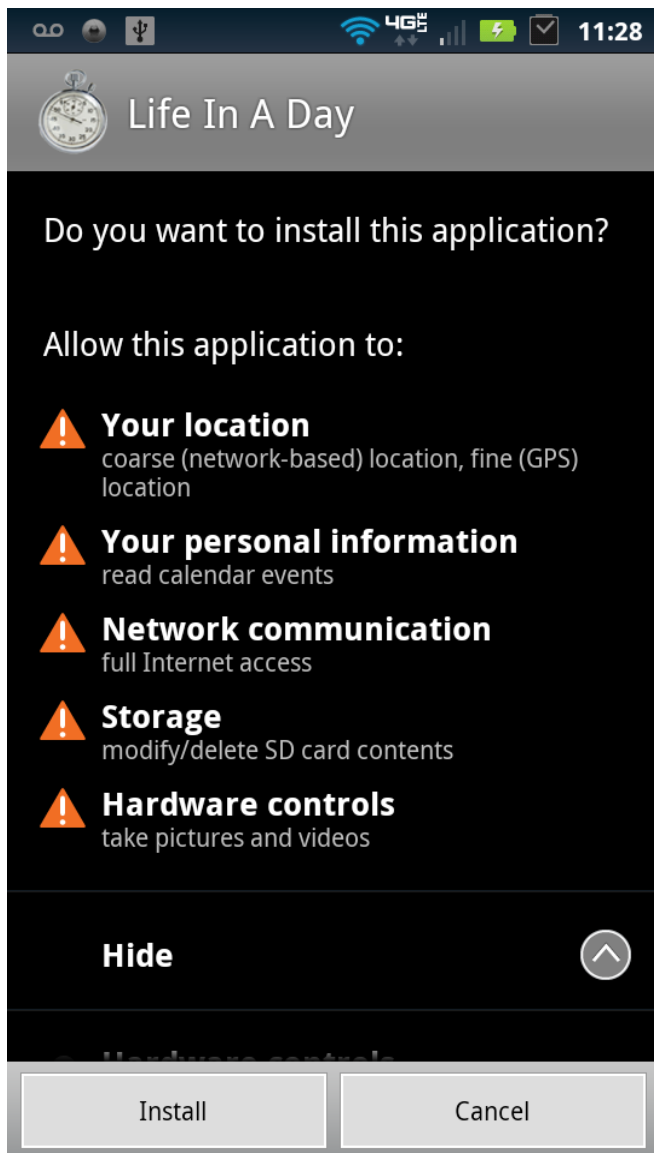 4G LTE
11:28
Life In A Day
Do you want to install this application?
Allow this application to:
Your location
coarse (network-based) location, fine (GPS)
location
Your personal information
read calendar events
Network communication
full Internet access
Storage
modify/delete SD card contents
Hardware controls
take pictures and videos
Hide
Hardware controls
Install
Cancel